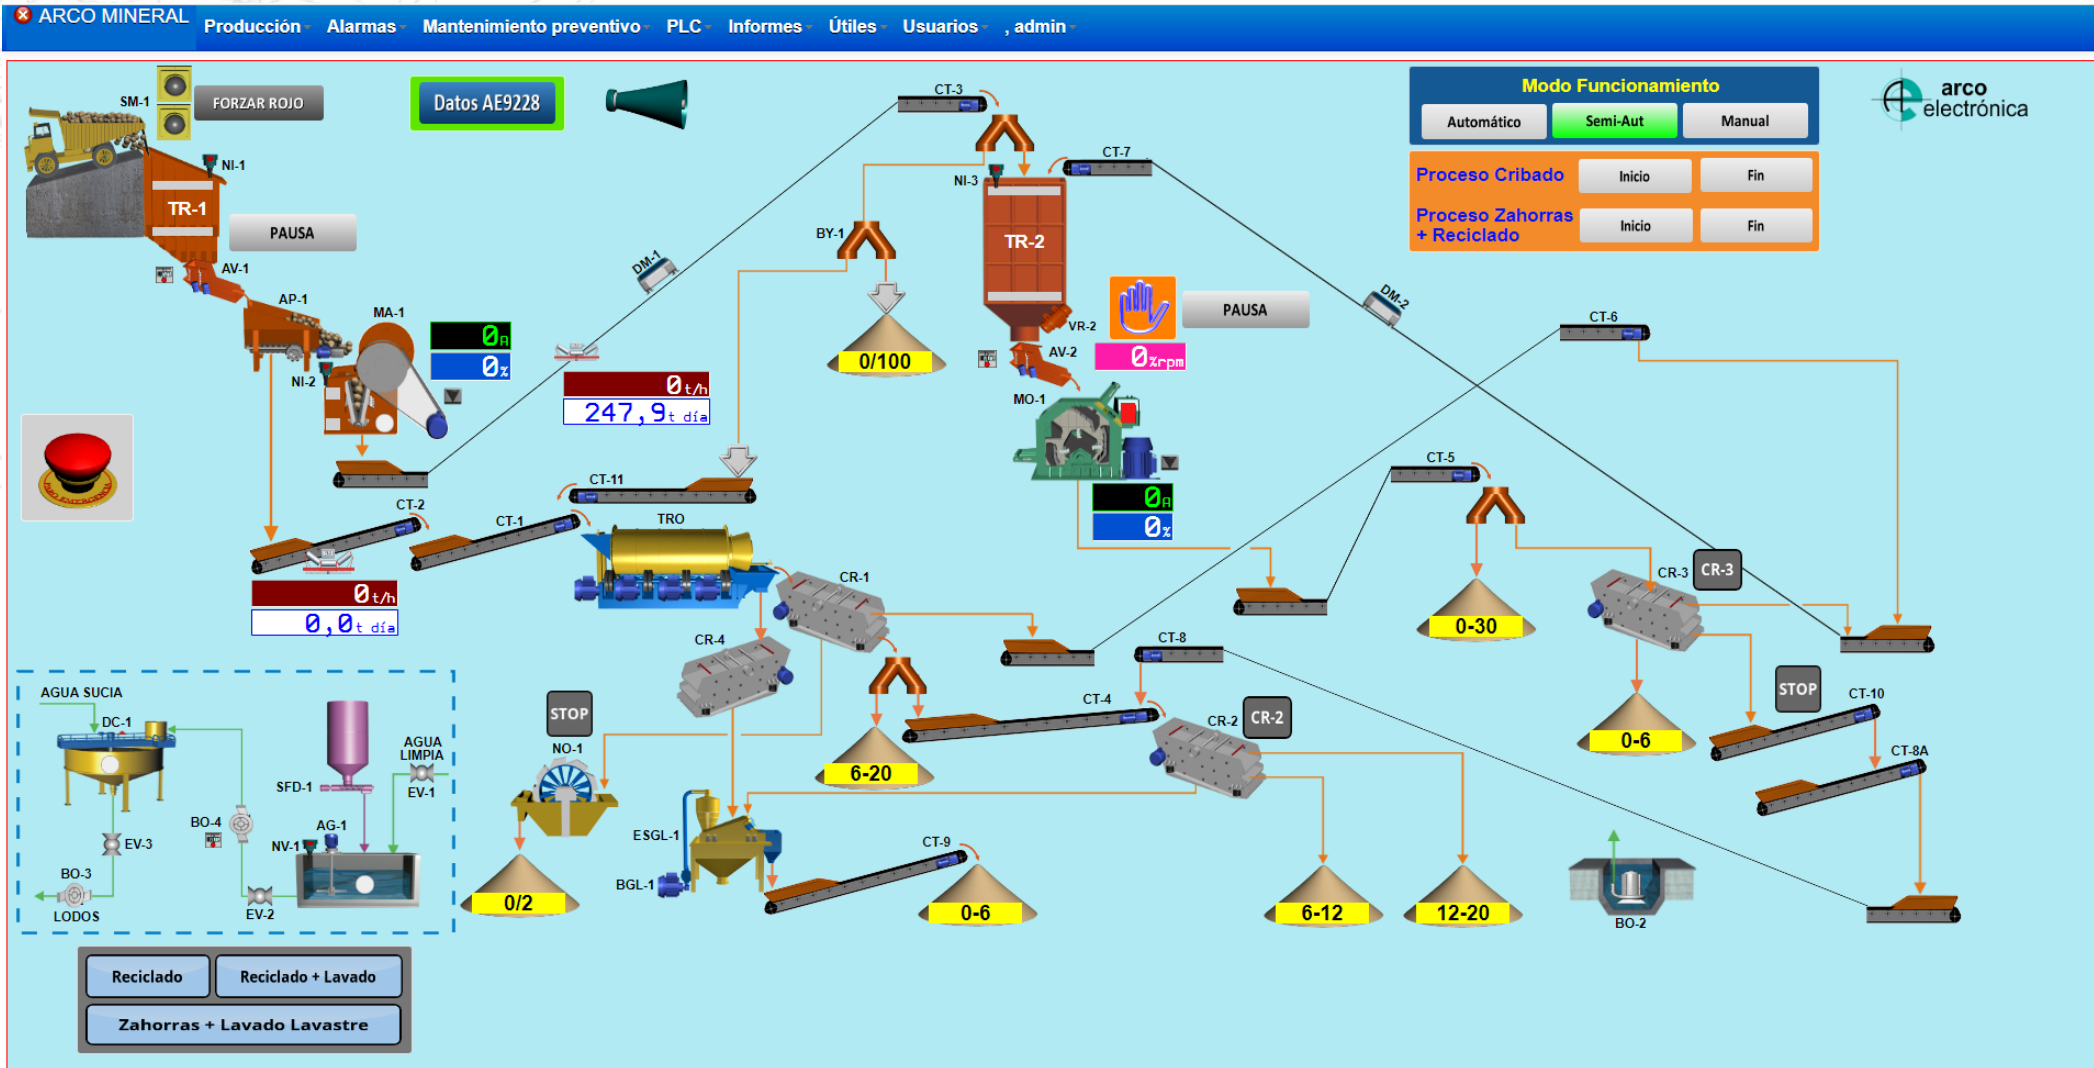 ARCO MINERAL
Producción
Alarmas
Mantenimiento preventivo
PLC
Informes
Útiles
Usuarios
, admin
SM-1
FORZAR ROJO
Datos AE9228
CT-3
Modo Funcionamiento
Automático
Semi-Aut
Manual
arco
electrónica
NI-1
TR-1
PAUSA
CT-7
NI-3
TR-2
BY-1
Proceso Cribado
Inicio
Fin
Proceso Zahorras
+ Reciclado
Inicio
Fin
AV-1
DM-1
DM-2
AP-1
MA-1
0A
0%
NI-2
0/100
VR-2
AV-2
PAUSA
0%rpm
CT-6
0t/h
247,9t día
MO-1
0A
0%
CT-5
PARO EMERGENCIA
CT-2
CT-1
CT-11
TRO
0t/h
0,0t día
CR-1
CR-4
0-30
CR-3
CR-3
CT-8
CT-4
CR-2
CR-2
STOP
CT-10
CT-8A
0-6
AGUA SUCIA
DC-1
AGUA
LIMPIA
EV-1
SFD-1
BO-4
AG-1
NV-1
EV-3
BO-3
LODOS
EV-2
STOP
NO-1
0/2
6-20
ESGL-1
BGL-1
CT-9
0-6
6-12
12-20
BO-2
Reciclado
Reciclado + Lavado
Zahorras + Lavado Lavastre